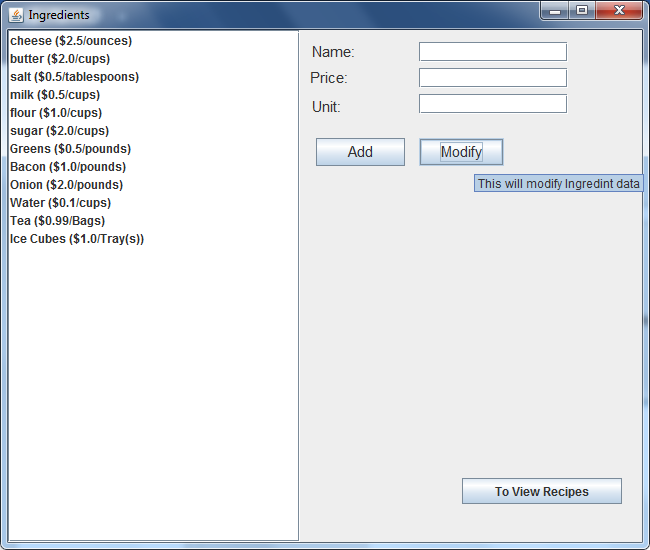 Ingredients
cheese ($2.5/ounces)
butter ($2.0/cups)
salt ($0.5/tablespoons)
milk ($0.5/cups)
flour ($1.0/cups)
sugar ($2.0/cups)
Greens ($0.5/pounds)
Bacon ($1.0/pounds)
Onion ($2.0/pounds)
Water ($0.1/cups)
Tea ($0.99/Bags)
Ice Cubes ($1.0/Tray(s))
Name:
Price:
Unit:
Add
Modify
This will modify Ingredint data
To View Recipes